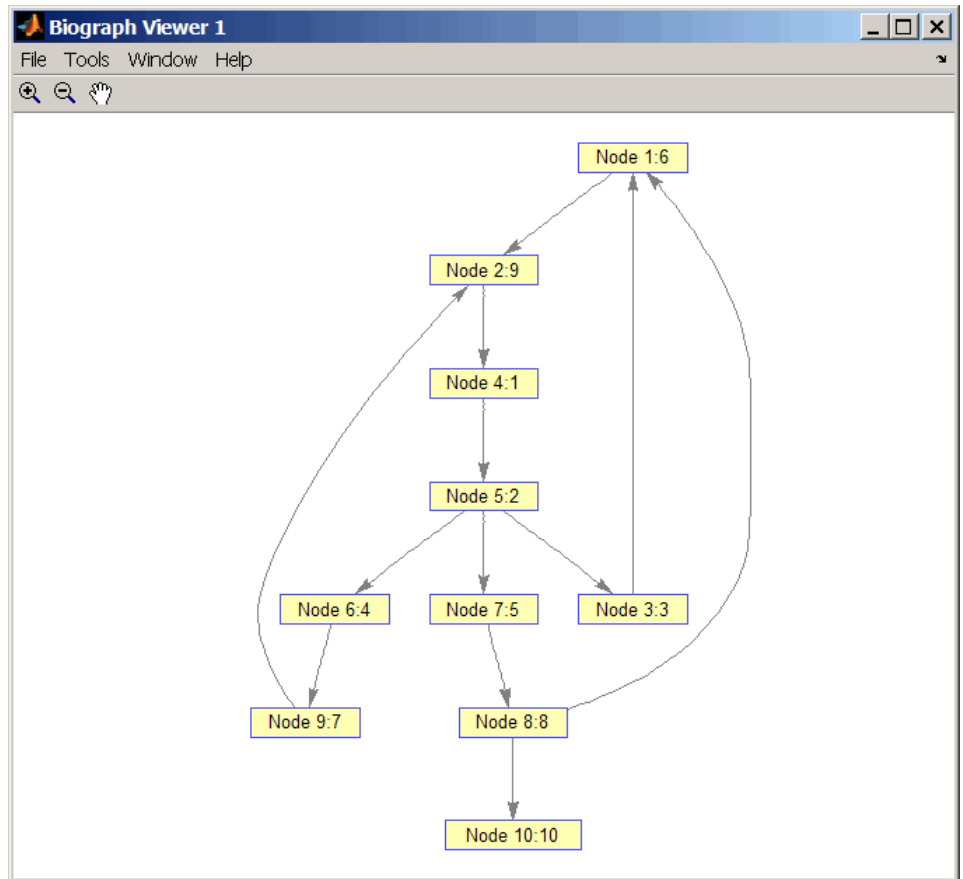 Biograph Viewer 1
File Tools Window Help
Node 1:6
Node 2:9
Node 4:1
Node 5:2
Node 6:4 Node 7:5 Node 3:3
Node 9:7 Node 8:8
Node 10:10